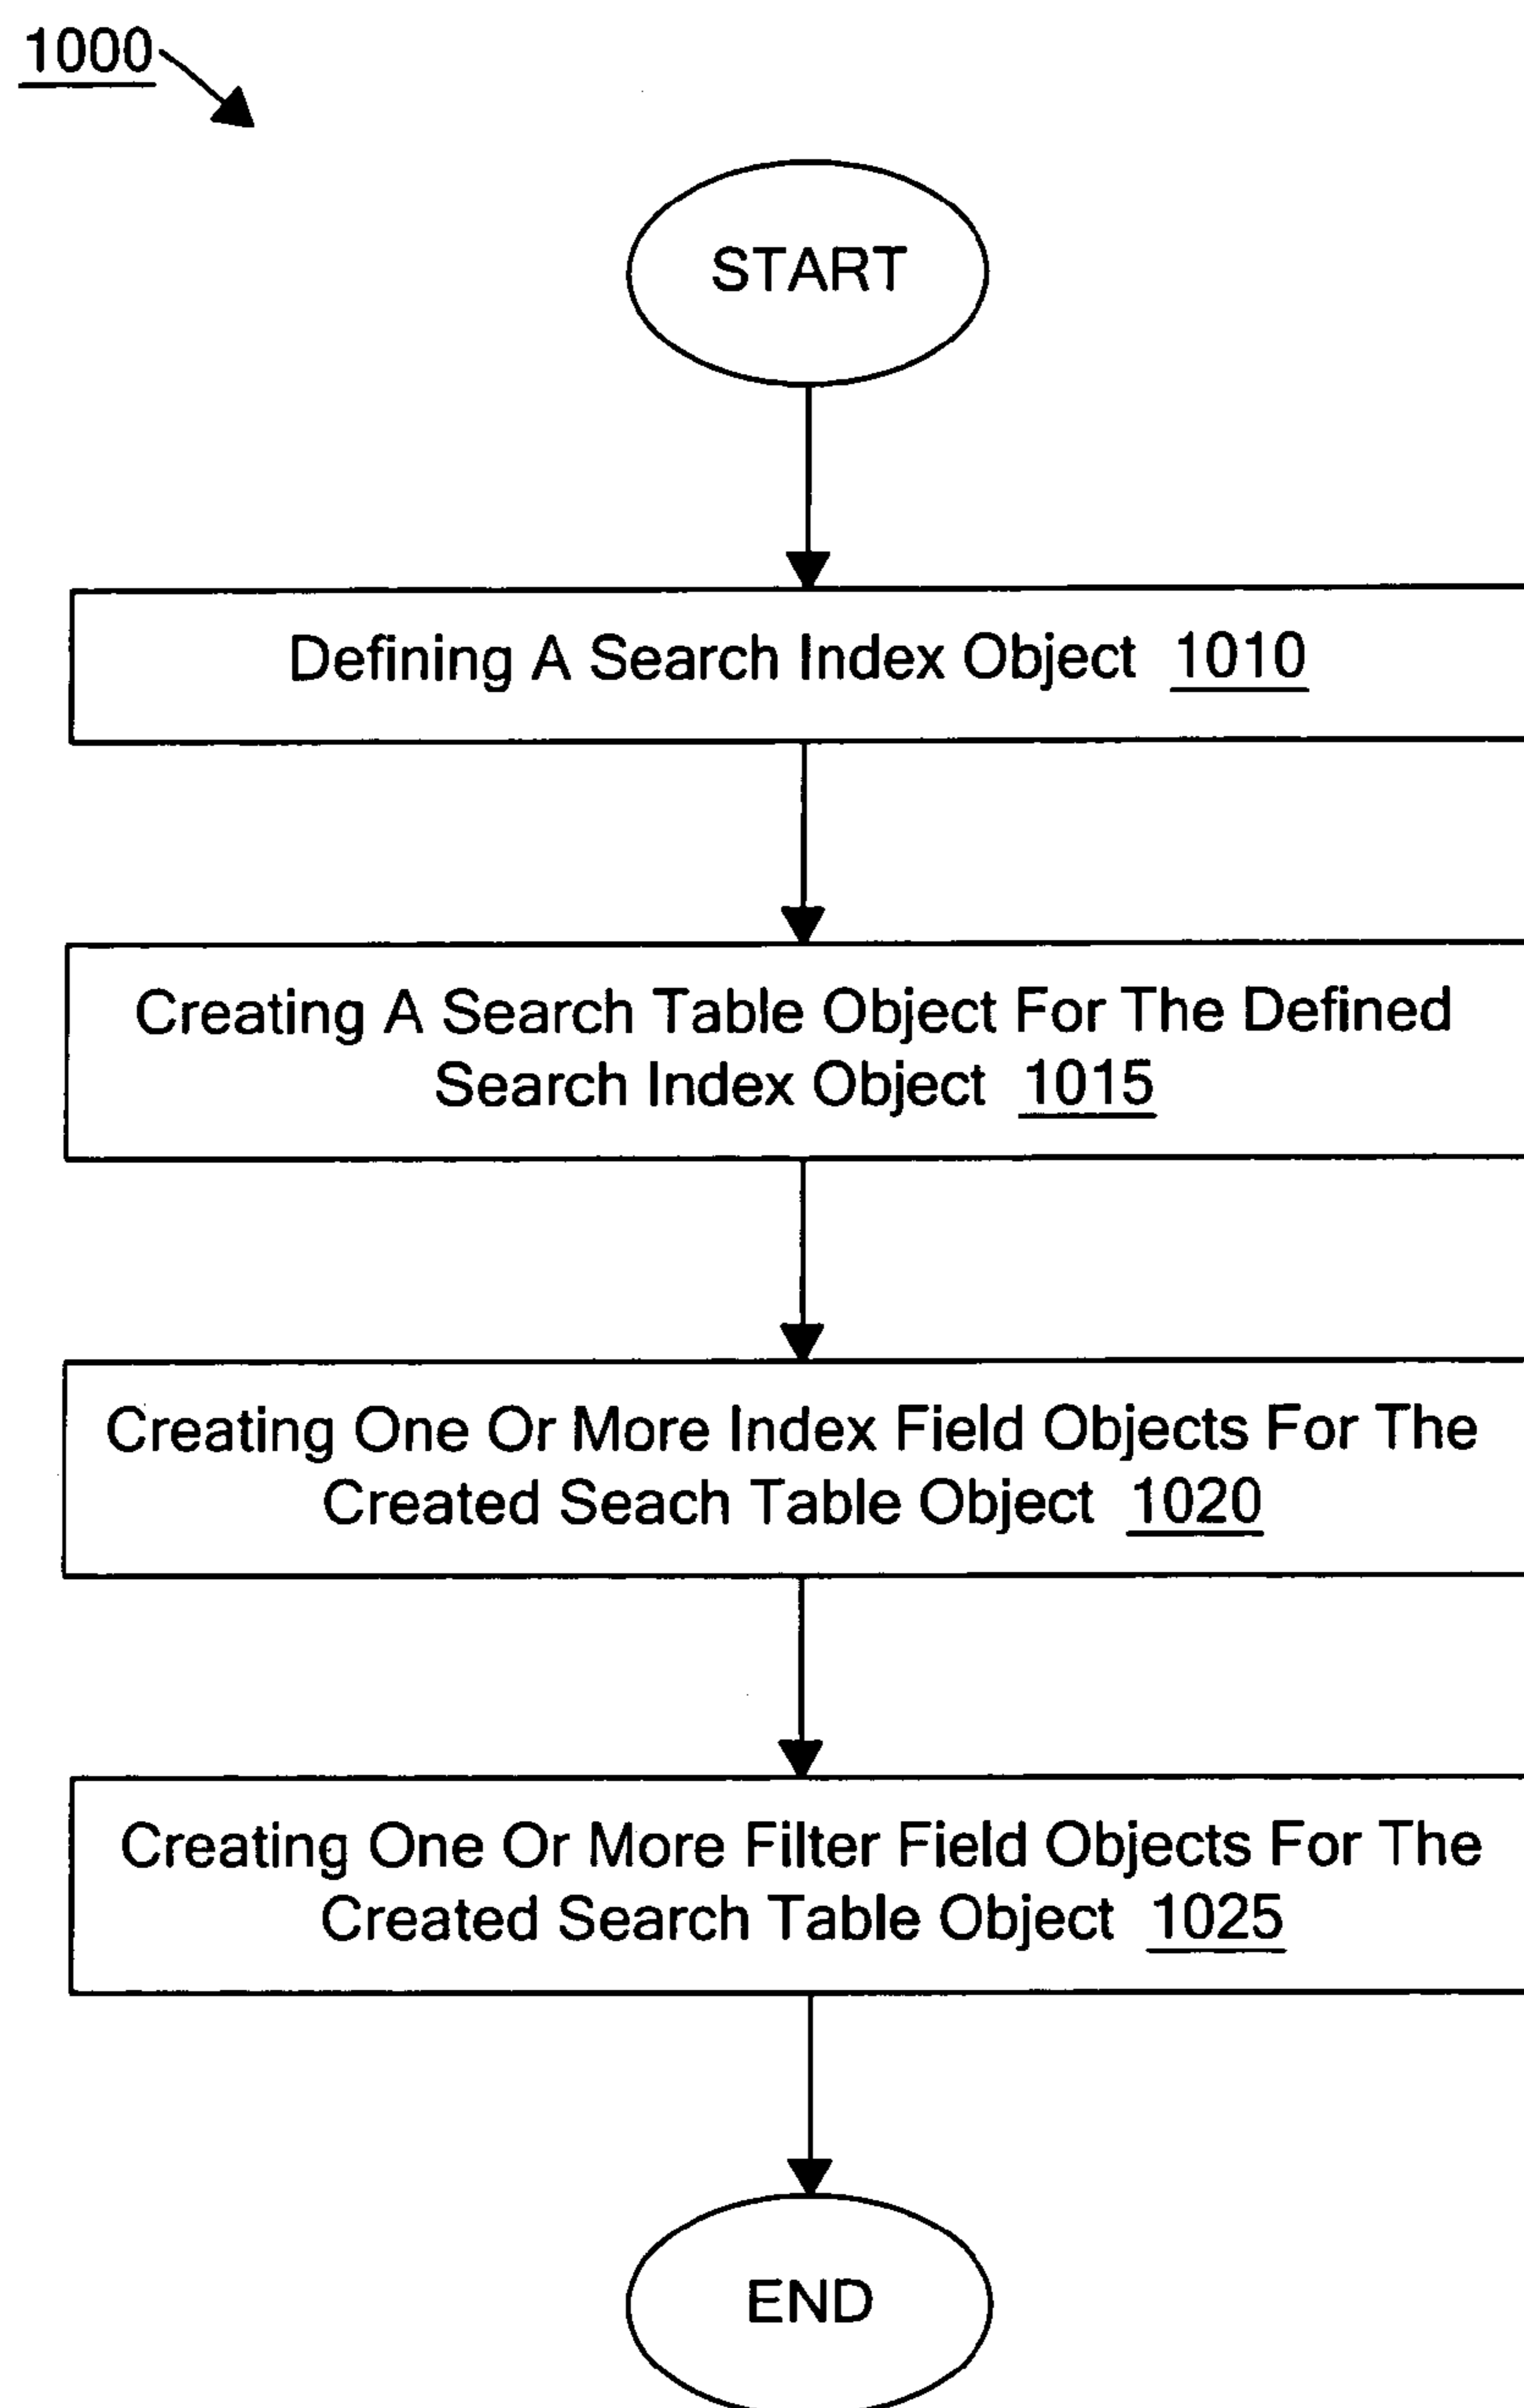 1000
START
Defining A Search Index Object 1010
Creating A Search Table Object For The Defined
Search Index Object 1015
Creating One Or More Index Field Objects For The
Created Seach Table Object 1020
Creating One Or More Filter Field Objects For The
Created Search Table Object 1025
END